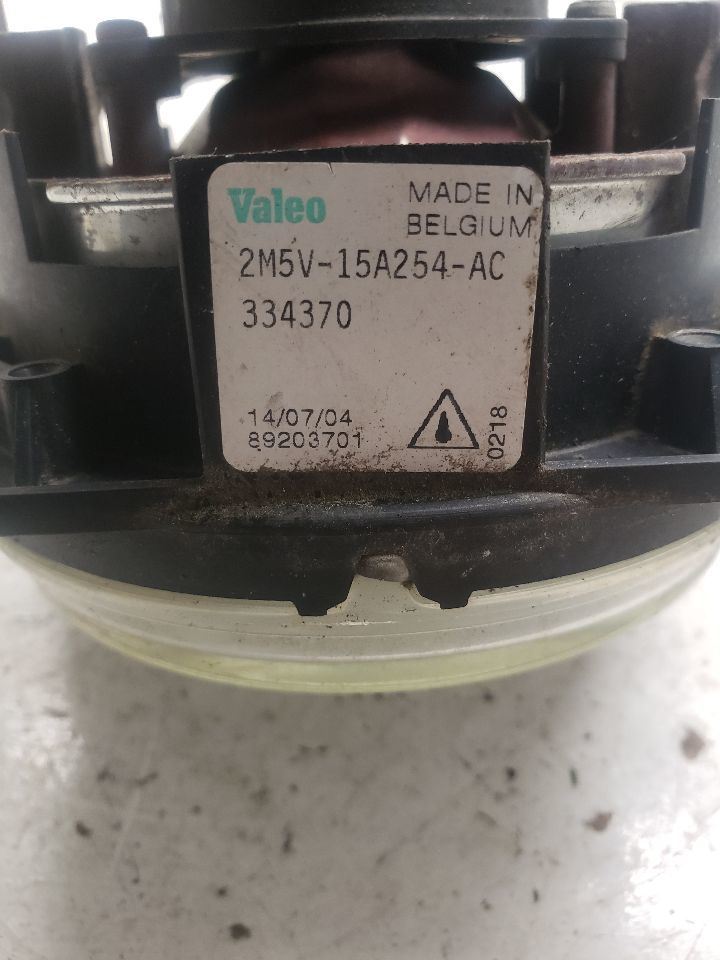 Valeo
MADE IN
BELGIUM
2M5V-15A254-AC
334370
14/07/04
89203701
0218